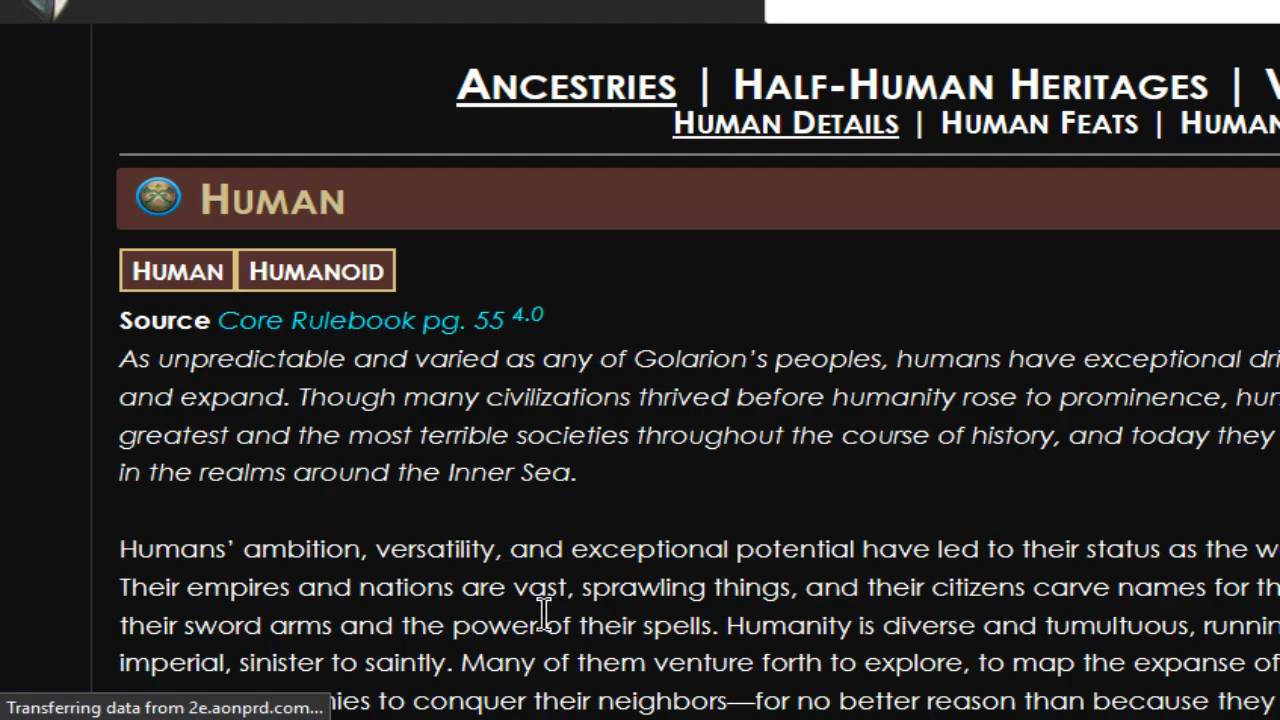 ANCESTRIES | HALF-HUMAN HERITAGES |
HUMAN DETAILS | HUMAN FEATS |
HUMAN
HUMAN HUMANOID
Source Core Rulebook pg. 55 4.0
As unpredictable and varied as any of Golarion's peoples, humans have exceptional
and expand. Though many civilizations thrived before humanity rose to prominence,
greatest and the most terrible societies throughout the course of history, and today they
in the realms around the Inner Sea.
Humans' ambition, versatility, and exceptional potential have led to their status as the
Their empires and nations are vast, sprawling things, and their citizens carve names for
their sword arms and the power of their spells. Humanity is diverse and tumultuous,
imperial, sinister to saintly. Many of them venture forth to explore, to map the expanse of
to conquer their neighbors—for no better reason than because they
Transferring data from 2e.aonprd.com...